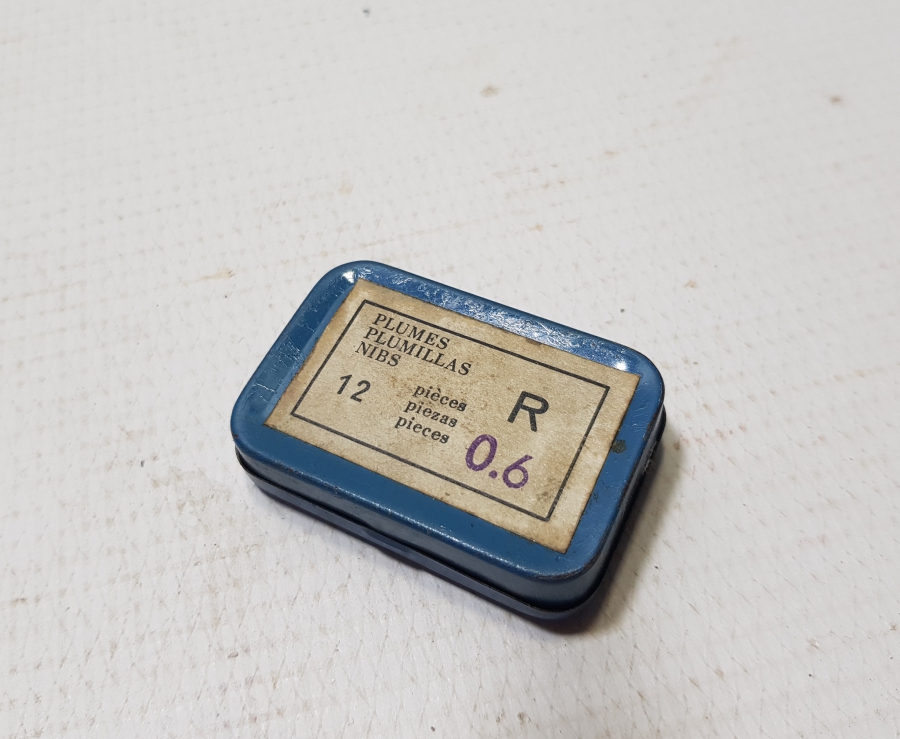 PLUMES
PLUMILLAS
NIBS
12 pièces R
piezas
pieces
0.6